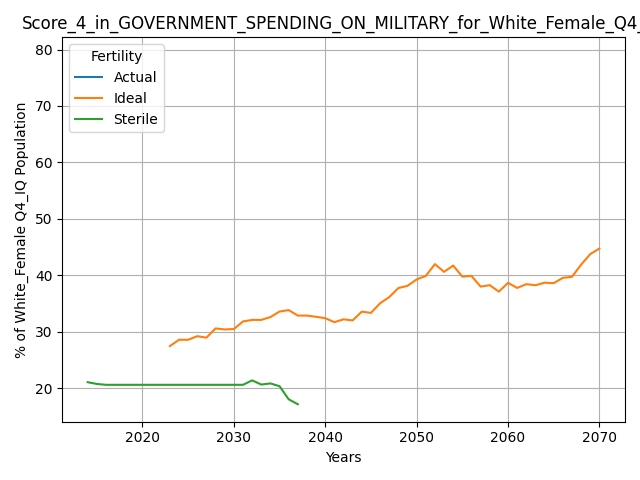 Score_4_in_GOVERNMENT_SPENDING_ON_MILITARY_for_White_Female_Q4_
Fertility
Actual
Ideal
Sterile
80
70
60
50
40
30
20
% of White_Female Q4_IQ Population
2020 2030 2040 2050 2060 2070
Years